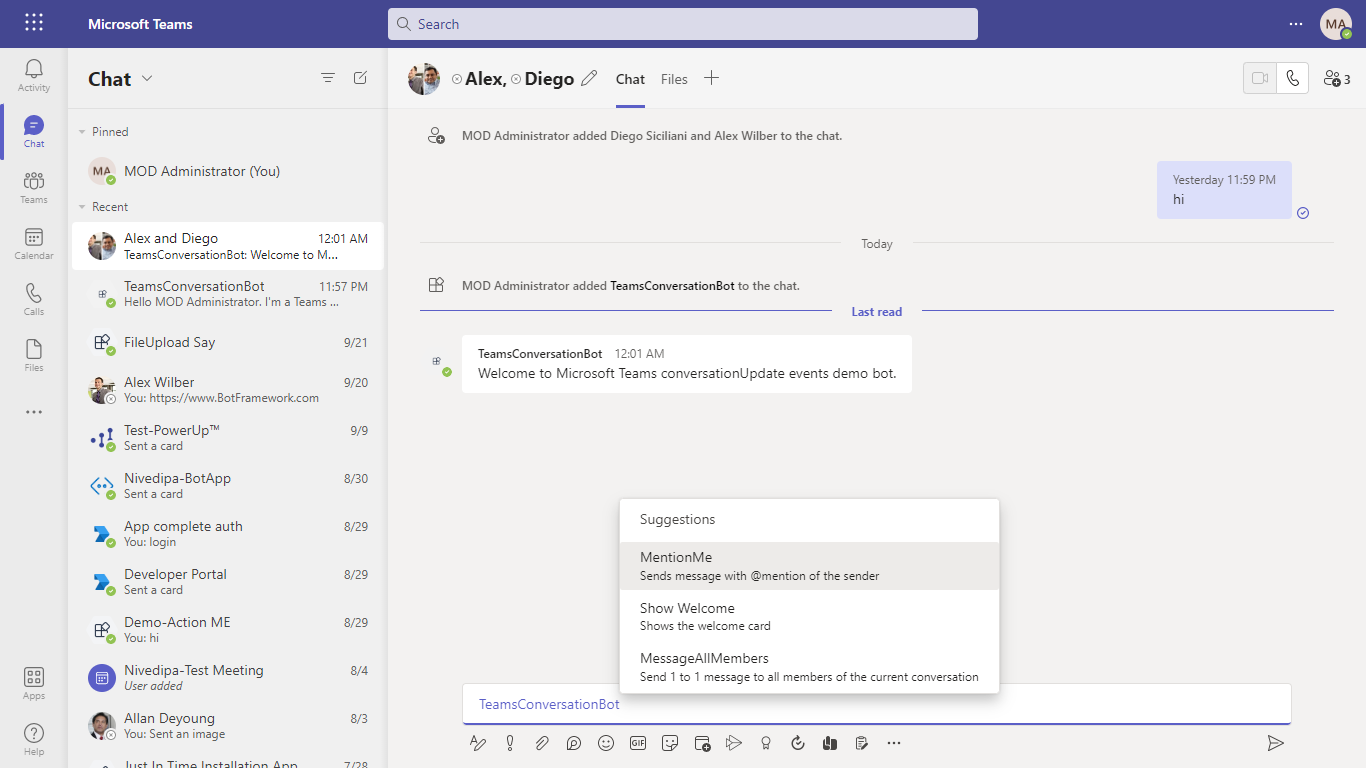 Microsoft Teams
Search
MA
Activity
Chat
Teams
Calendar
Calls
Files
Apps
Help
Chat
Pinned
MA
MOD Administrator (You)
Recent
Alex and Diego 12:01 AM
TeamsConversationBot: Welcome to M...
TeamsConversationBot 11:57 PM
Hello MOD Administrator. I'm a Teams ...
FileUpload Say 9/21
Alex Wilber 9/20
You: https://www.BotFramework.com
Test-PowerUp™ 9/9
Sent a card
Nivedipa-BotApp 8/30
Sent a card
App complete auth 8/29
You: login
Developer Portal 8/29
Sent a card
Demo-Action ME 8/29
You: hi
Nivedipa-Test Meeting 8/4
User added
Allan Deyoung 8/3
You: Sent an image
Just In Time Installation App 7/28
Alex, Diego
Chat Files
3
MOD Administrator added Diego Siciliani and Alex Wilber to the chat.
Yesterday 11:59 PM
hi
Today
MOD Administrator added TeamsConversationBot to the chat.
Last read
TeamsConversationBot 12:01 AM
Welcome to Microsoft Teams conversationUpdate events demo bot.
Suggestions
MentionMe
Sends message with @mention of the sender
Show Welcome
Shows the welcome card
MessageAllMembers
Send 1 to 1 message to all members of the current conversation
TeamsConversationBot
GIF